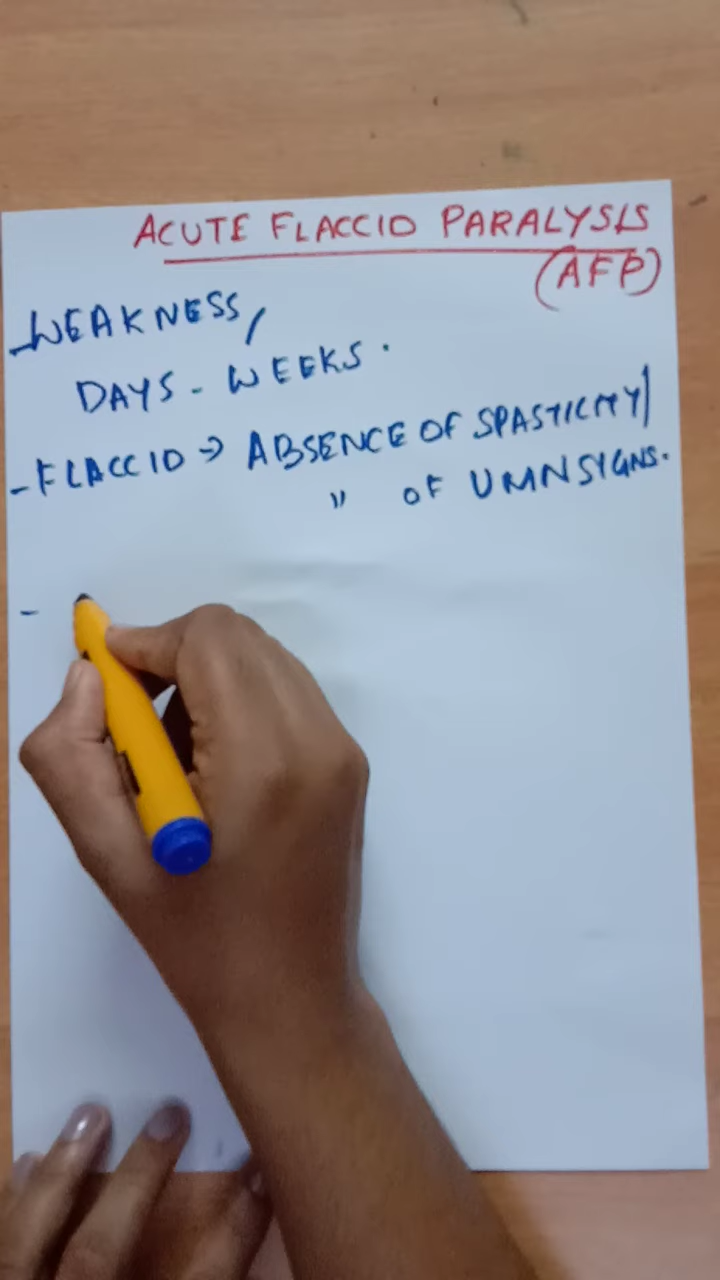 ACUTE FLACCID PARALYSIS
(AFP)
- WEAKNESS,
DAYS - WEEKS.
- FLACCID → ABSENCE OF SPASTICITY/
" OF UMN SIGNS.
-